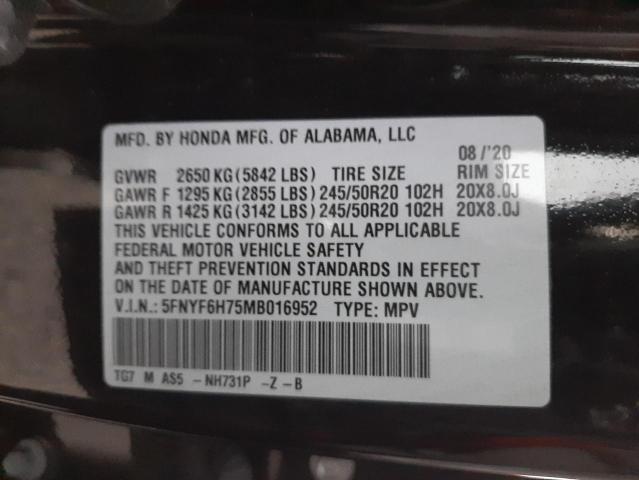 MFD. BY HONDA MFG. OF ALABAMA, LLC
08/'20
GVWR 2650 KG (5842 LBS) TIRE SIZE RIM SIZE
GAWR F 1295 KG (2855 LBS) 245/50R20 102H 20X8.0J
GAWR R 1425 KG (3142 LBS) 245/50R20 102H 20X8.0J
THIS VEHICLE CONFORMS TO ALL APPLICABLE
FEDERAL MOTOR VEHICLE SAFETY
AND THEFT PREVENTION STANDARDS IN EFFECT
ON THE DATE OF MANUFACTURE SHOWN ABOVE.
V.I.N.: 5FNYF6H75MB016952 TYPE: MPV
TG7 M AS5 -NH731P -Z-B